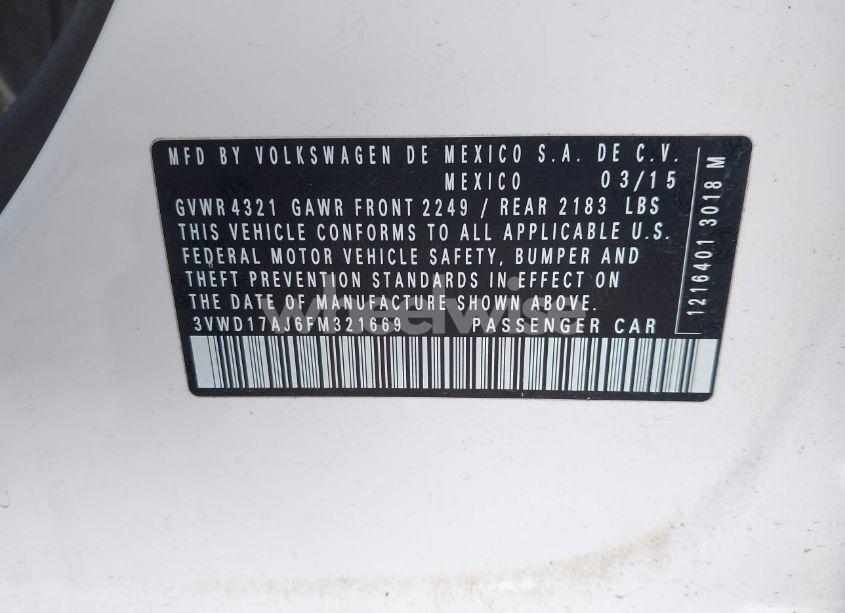 MFD BY VOLKSWAGEN DE MEXICO S.A. DE C.V.
MEXICO 03/15
GVWR 4321 GAWR FRONT 2249 / REAR 2183 LBS
THIS VEHICLE CONFORMS TO ALL APPLICABLE U.S.
FEDERAL MOTOR VEHICLE SAFETY, BUMPER AND
THEFT PREVENTION STANDARDS IN EFFECT ON
THE DATE OF MANUFACTURE SHOWN ABOVE.
3VWD17AJ6FM321669 PASSENGER CAR
1216401 3018 M
wheelwise